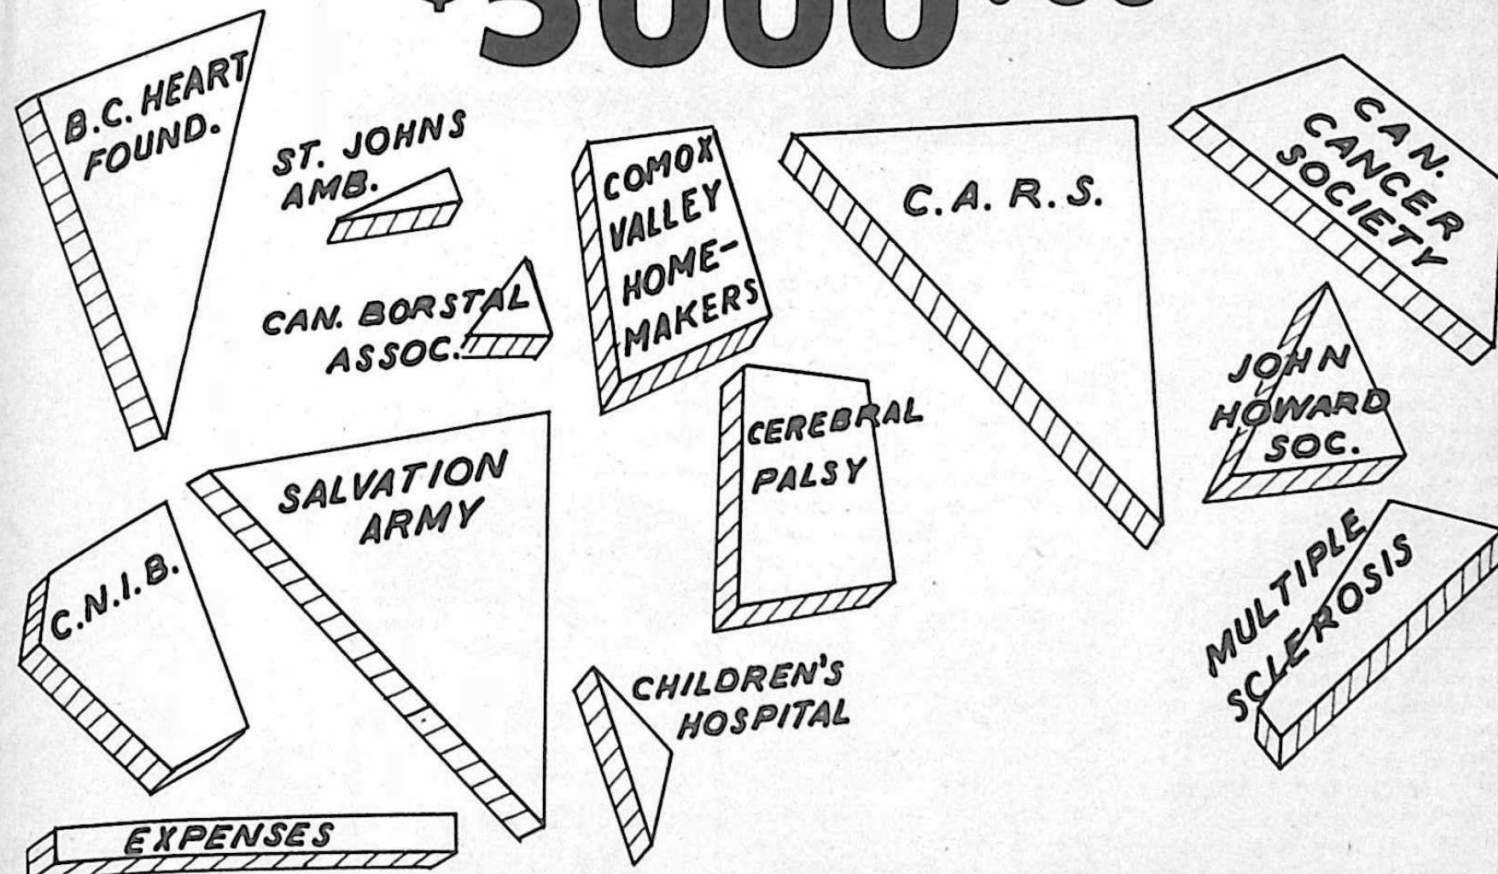 B.C. HEART
FOUND.
ST. JOHNS
AMB.
COMOX
VALLEY
HOME-
MAKERS
C.A.R.S.
CAN.
CANCER
SOCIETY
CAN. BORSTAL
ASSOC.
JOHN
HOWARD
SOC.
SALVATION
ARMY
CEREBRAL
PALSY
C.N.I.B.
MULTIPLE
SCLEROSIS
CHILDREN'S
HOSPITAL
EXPENSES